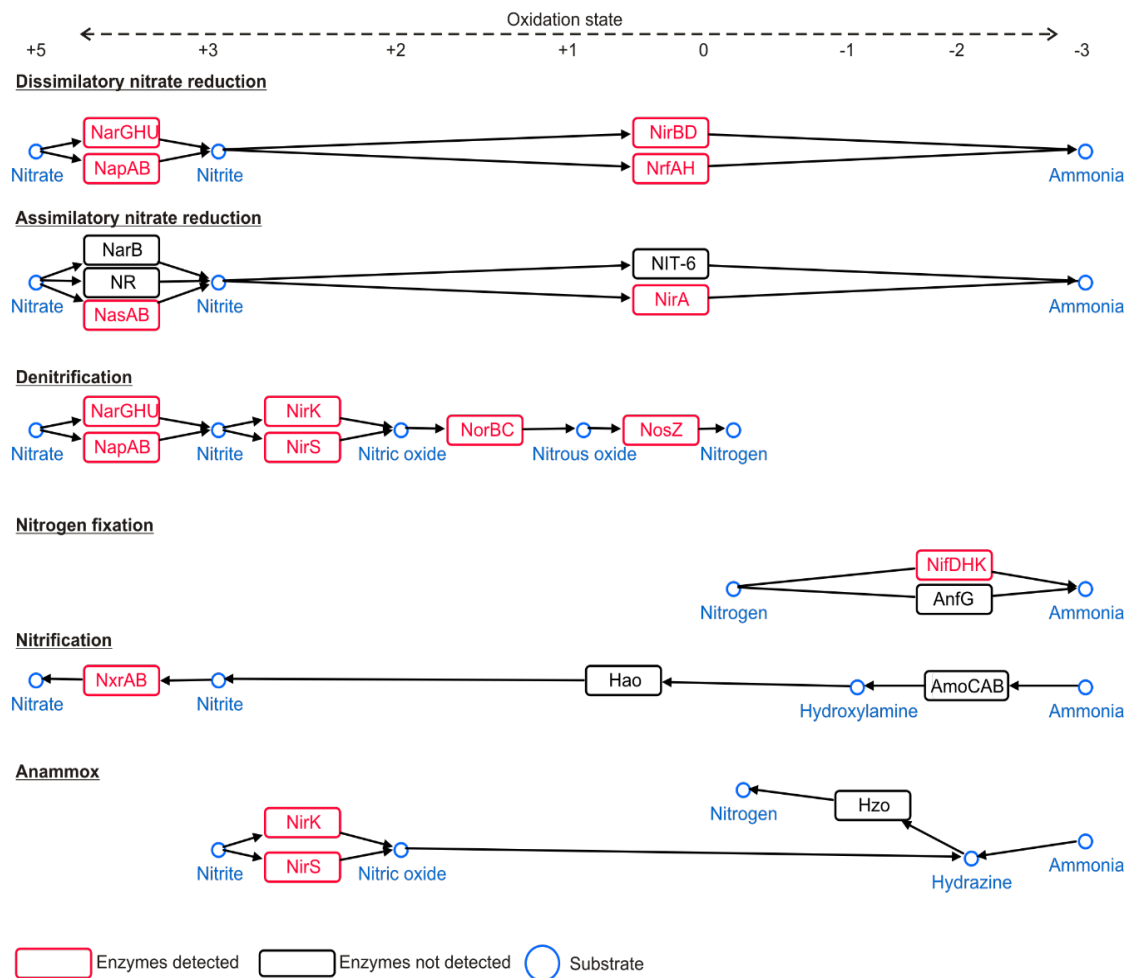 Oxidation state
+5 +3 +2 +1 0 -1 -2 -3
Dissimilatory nitrate reduction
NarGHU NirBD
NapAB NrfAH
Nitrate Nitrite Ammonia
Assimilatory nitrate reduction
NarB NIT-6
NR
NasAB NirA
Nitrate Nitrite Ammonia
Denitrification
NarGHU NirK
NorBC NosZ
NapAB NirS
Nitrate Nitrite Nitric oxide Nitrous oxide Nitrogen
Nitrogen fixation
NifDHK
AnfG
Nitrogen Ammonia
Nitrification
NxrAB Hao AmoCAB
Nitrate Nitrite Hydroxylamine Ammonia
Anammox
Hzo
Nitrogen
NirK
NirS
Nitrite Nitric oxide Hydrazine Ammonia
Enzymes detected Enzymes not detected Substrate